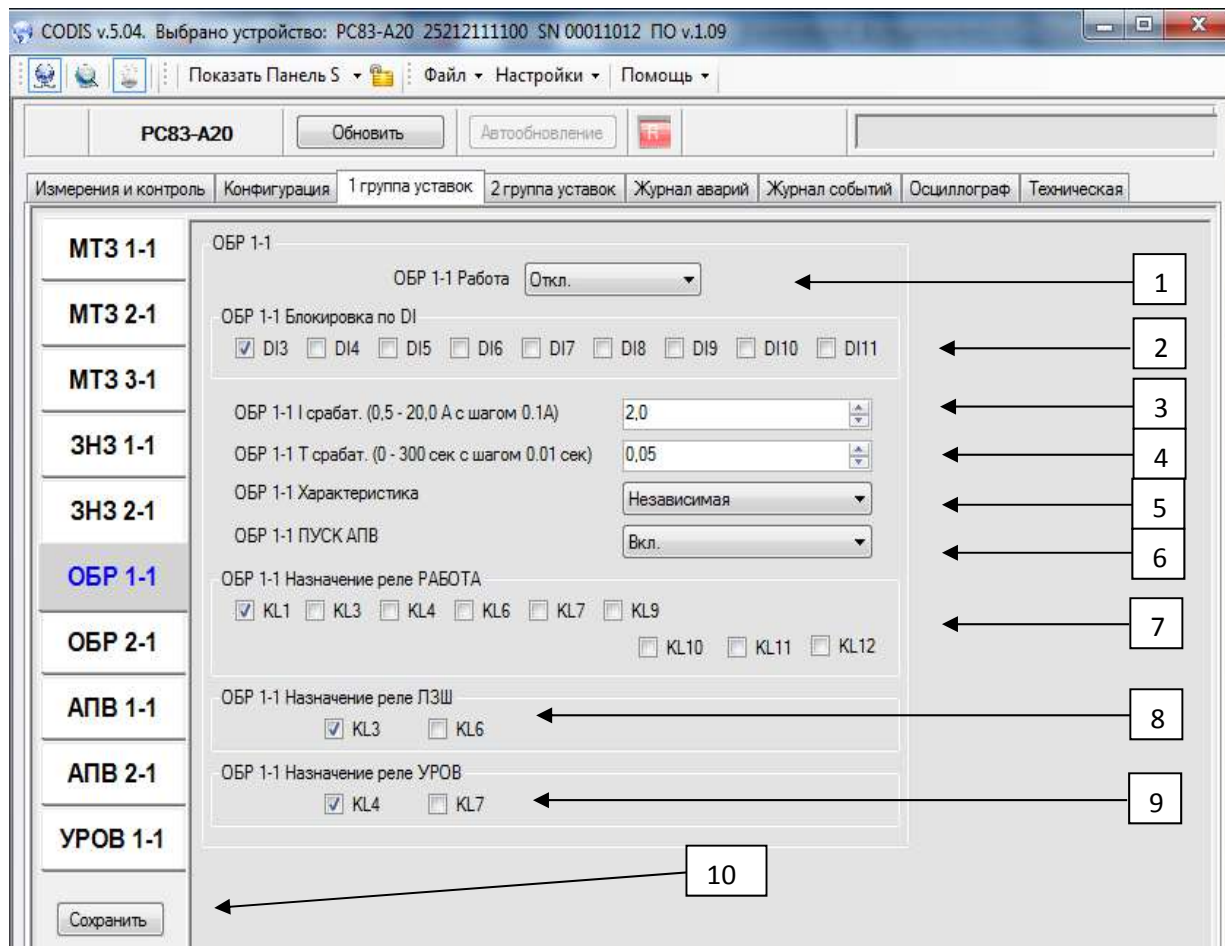 CODIS v.5.04. Выбрано устройство: РС83-А20 25212111100 SN 00011012 ПО v.1.09
Показать Панель S Файл Настройки Помощь
РС83-А20 Обновить Автообновление R
Измерения и контроль Конфигурация 1 группа уставок 2 группа уставок Журнал аварий Журнал событий Осциллограф Техническая
МТЗ 1-1
МТЗ 2-1
МТЗ 3-1
ЗНЗ 1-1
ЗНЗ 2-1
ОБР 1-1
ОБР 2-1
АПВ 1-1
АПВ 2-1
УРОВ 1-1
Сохранить
ОБР 1-1
ОБР 1-1 Работа Откл.
1
ОБР 1-1 Блокировка по DI
DI3 DI4 DI5 DI6 DI7 DI8 DI9 DI10 DI11
2
ОБР 1-1 I срабат. (0,5 - 20,0 А с шагом 0.1А) 2,0
3
ОБР 1-1 Т срабат. (0 - 300 сек с шагом 0.01 сек) 0,05
4
ОБР 1-1 Характеристика Независимая
5
ОБР 1-1 ПУСК АПВ Вкл.
6
ОБР 1-1 Назначение реле РАБОТА
KL1 KL3 KL4 KL6 KL7 KL9
KL10 KL11 KL12
7
ОБР 1-1 Назначение реле ЛЗШ
KL3 KL6
8
ОБР 1-1 Назначение реле УРОВ
KL4 KL7
9
10